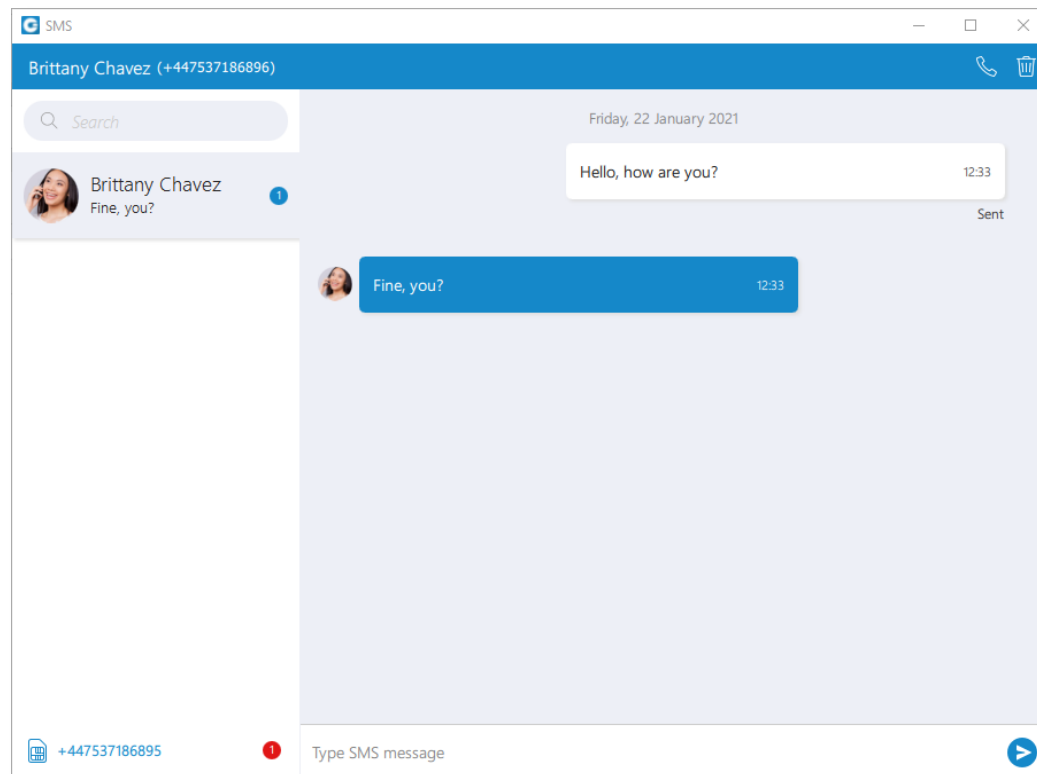 SMS
Brittany Chavez (+447537186896)
Search
Brittany Chavez
Fine, you?
1
Friday, 22 January 2021
Hello, how are you? 12:33
Sent
Fine, you? 12:33
+447537186895 1
Type SMS message